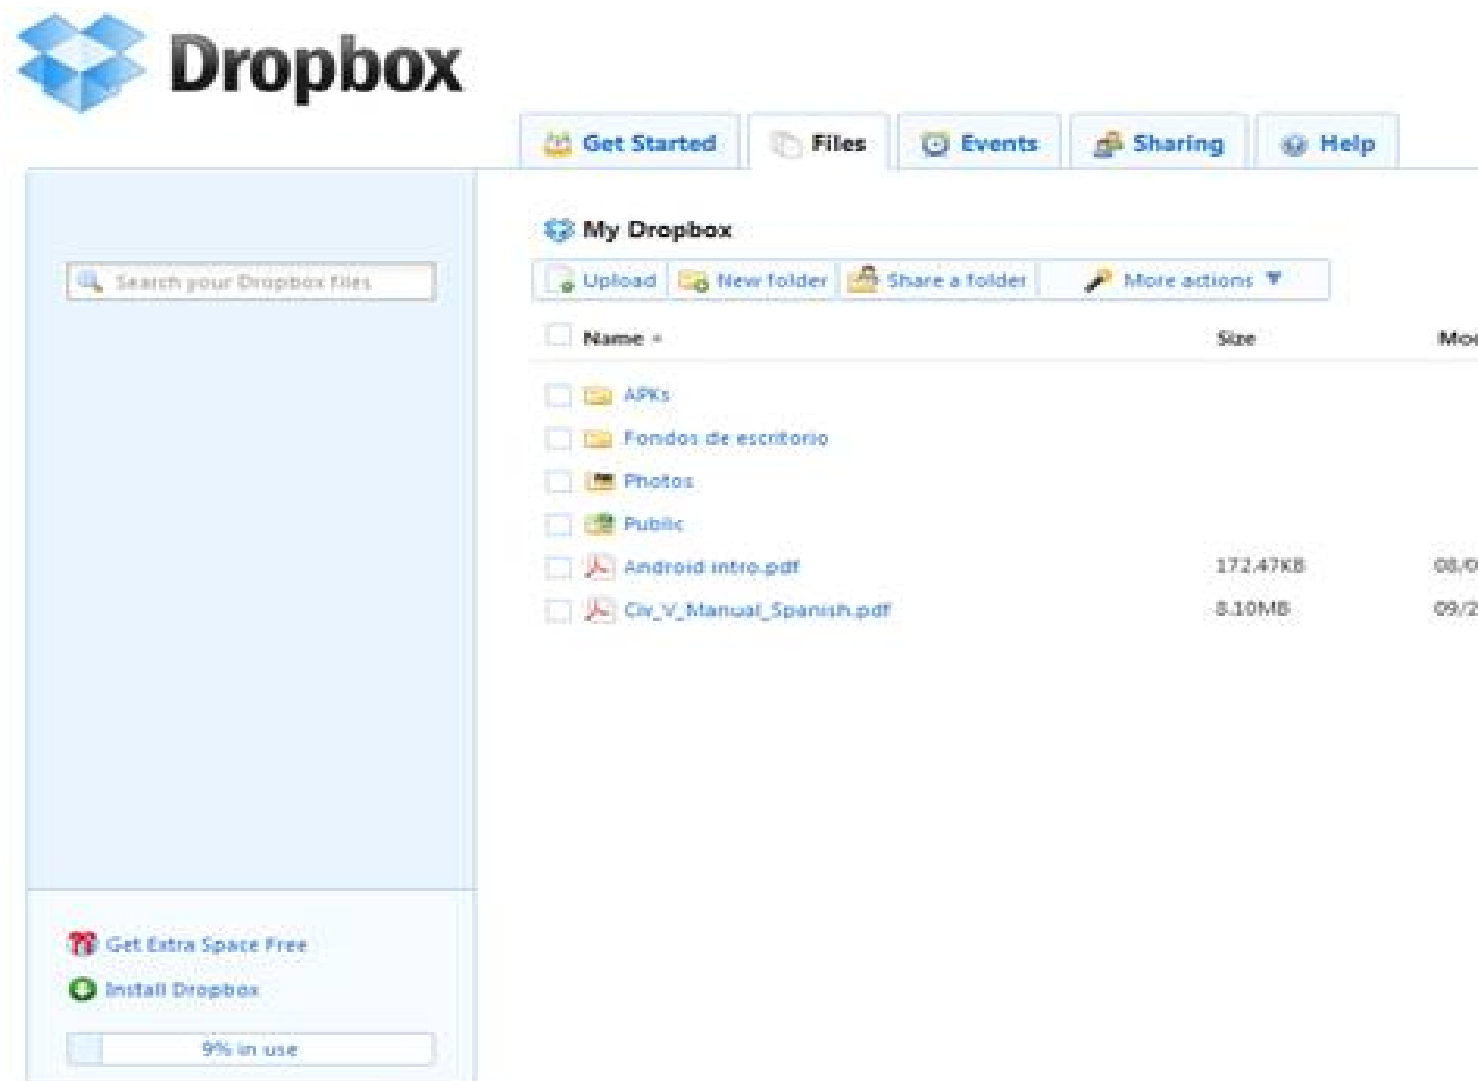 Dropbox
Get Started Files Events Sharing Help
My Dropbox
Search your Dropbox files
Upload New folder Share a folder More actions
Name Size
APKs
Fondos de escritorio
Photos
Public
Android intro.pdf 172.47KB
Civ_V_Manual_Spanish.pdf 8.10MB
Get Extra Space Free
Install Dropbox
9% in use